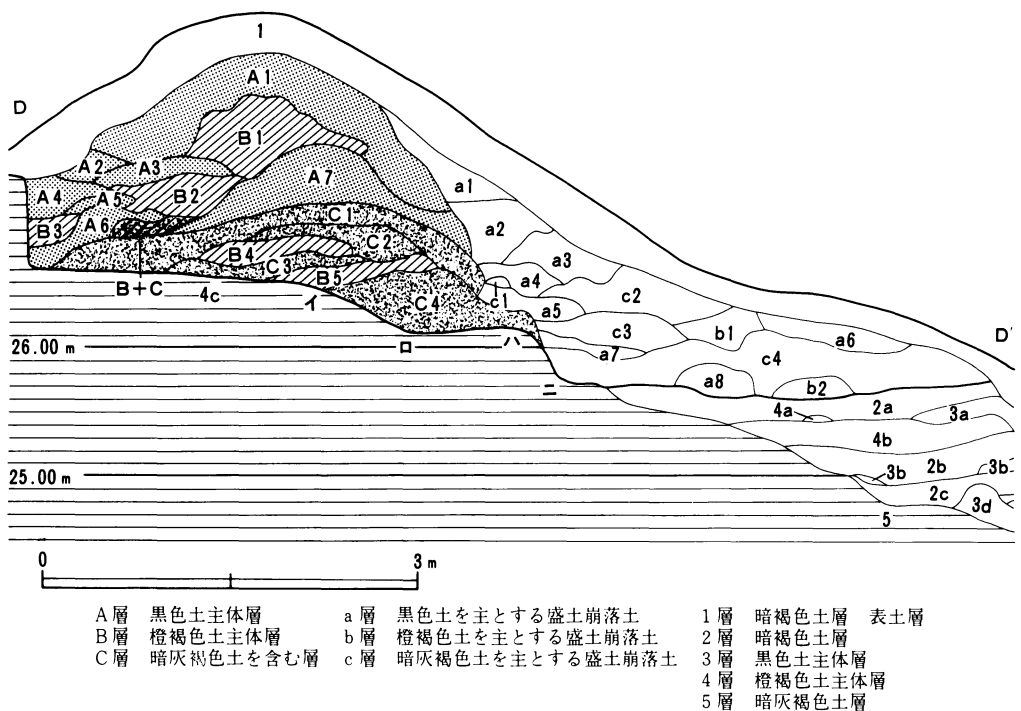 1
D
A1
B1
A2
A3
A7
A4
A5
B2
a1
A6
B3
C1
a2
C2
B4
a3
C3
B5
a4
B+C
4c
イ
C4
c1
a5
c2
26.00 m
ロ
ハ
c3
a7
b1
a6
D'
c4
ニ
a8
b2
4a
2a
3a
4b
25.00 m
3b
2b
3b
2c
3d
5
0
3 m
A層 黒色土主体層
B層 橙褐色土主体層
C層 暗灰褐色土を含む層
a層 黒色土を主とする盛土崩落土
b層 橙褐色土を主とする盛土崩落土
c層 暗灰褐色土を主とする盛土崩落土
1層 暗褐色土層 表土層
2層 暗褐色土層
3層 黒色土主体層
4層 橙褐色土主体層
5層 暗灰褐色土層